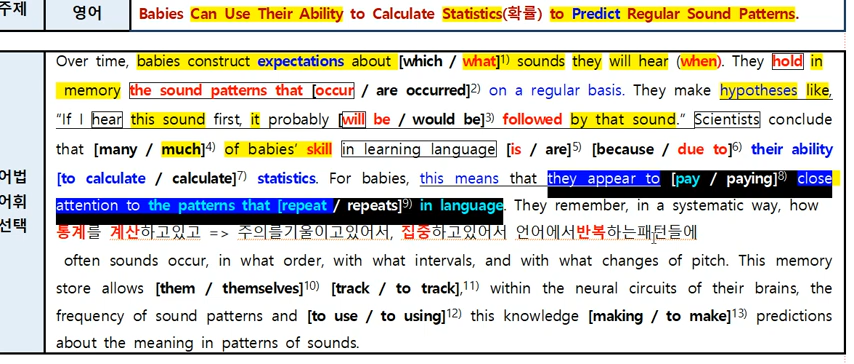 주제
영어
Babies Can Use Their Ability to Calculate Statistics(확률) to Predict Regular Sound Patterns.
Over time, babies construct expectations about [which / what]1) sounds they will hear (when). They hold in
memory the sound patterns that [occur / are occurred]2) on a regular basis. They make hypotheses like,
“If I hear this sound first, it probably [will be / would be]3) followed by that sound.” Scientists conclude
that [many / much]4) of babies’ skill in learning language [is / are]5) [because / due to]6) their ability
어법
[to calculate / calculate]7) statistics. For babies, this means that they appear to [pay / paying]8) close
어휘
attention to the patterns that [repeat / repeats]9) in language. They remember, in a systematic way, how
선택
통계를 계산하고있고 => 주의를기울이고있어서, 집중하고있어서 언어에서반복하는패턴들에
often sounds occur, in what order, with what intervals, and with what changes of pitch. This memory
store allows [them / themselves]10) [track / to track],11) within the neural circuits of their brains, the
frequency of sound patterns and [to use / to using]12) this knowledge [making / to make]13) predictions
about the meaning in patterns of sounds.